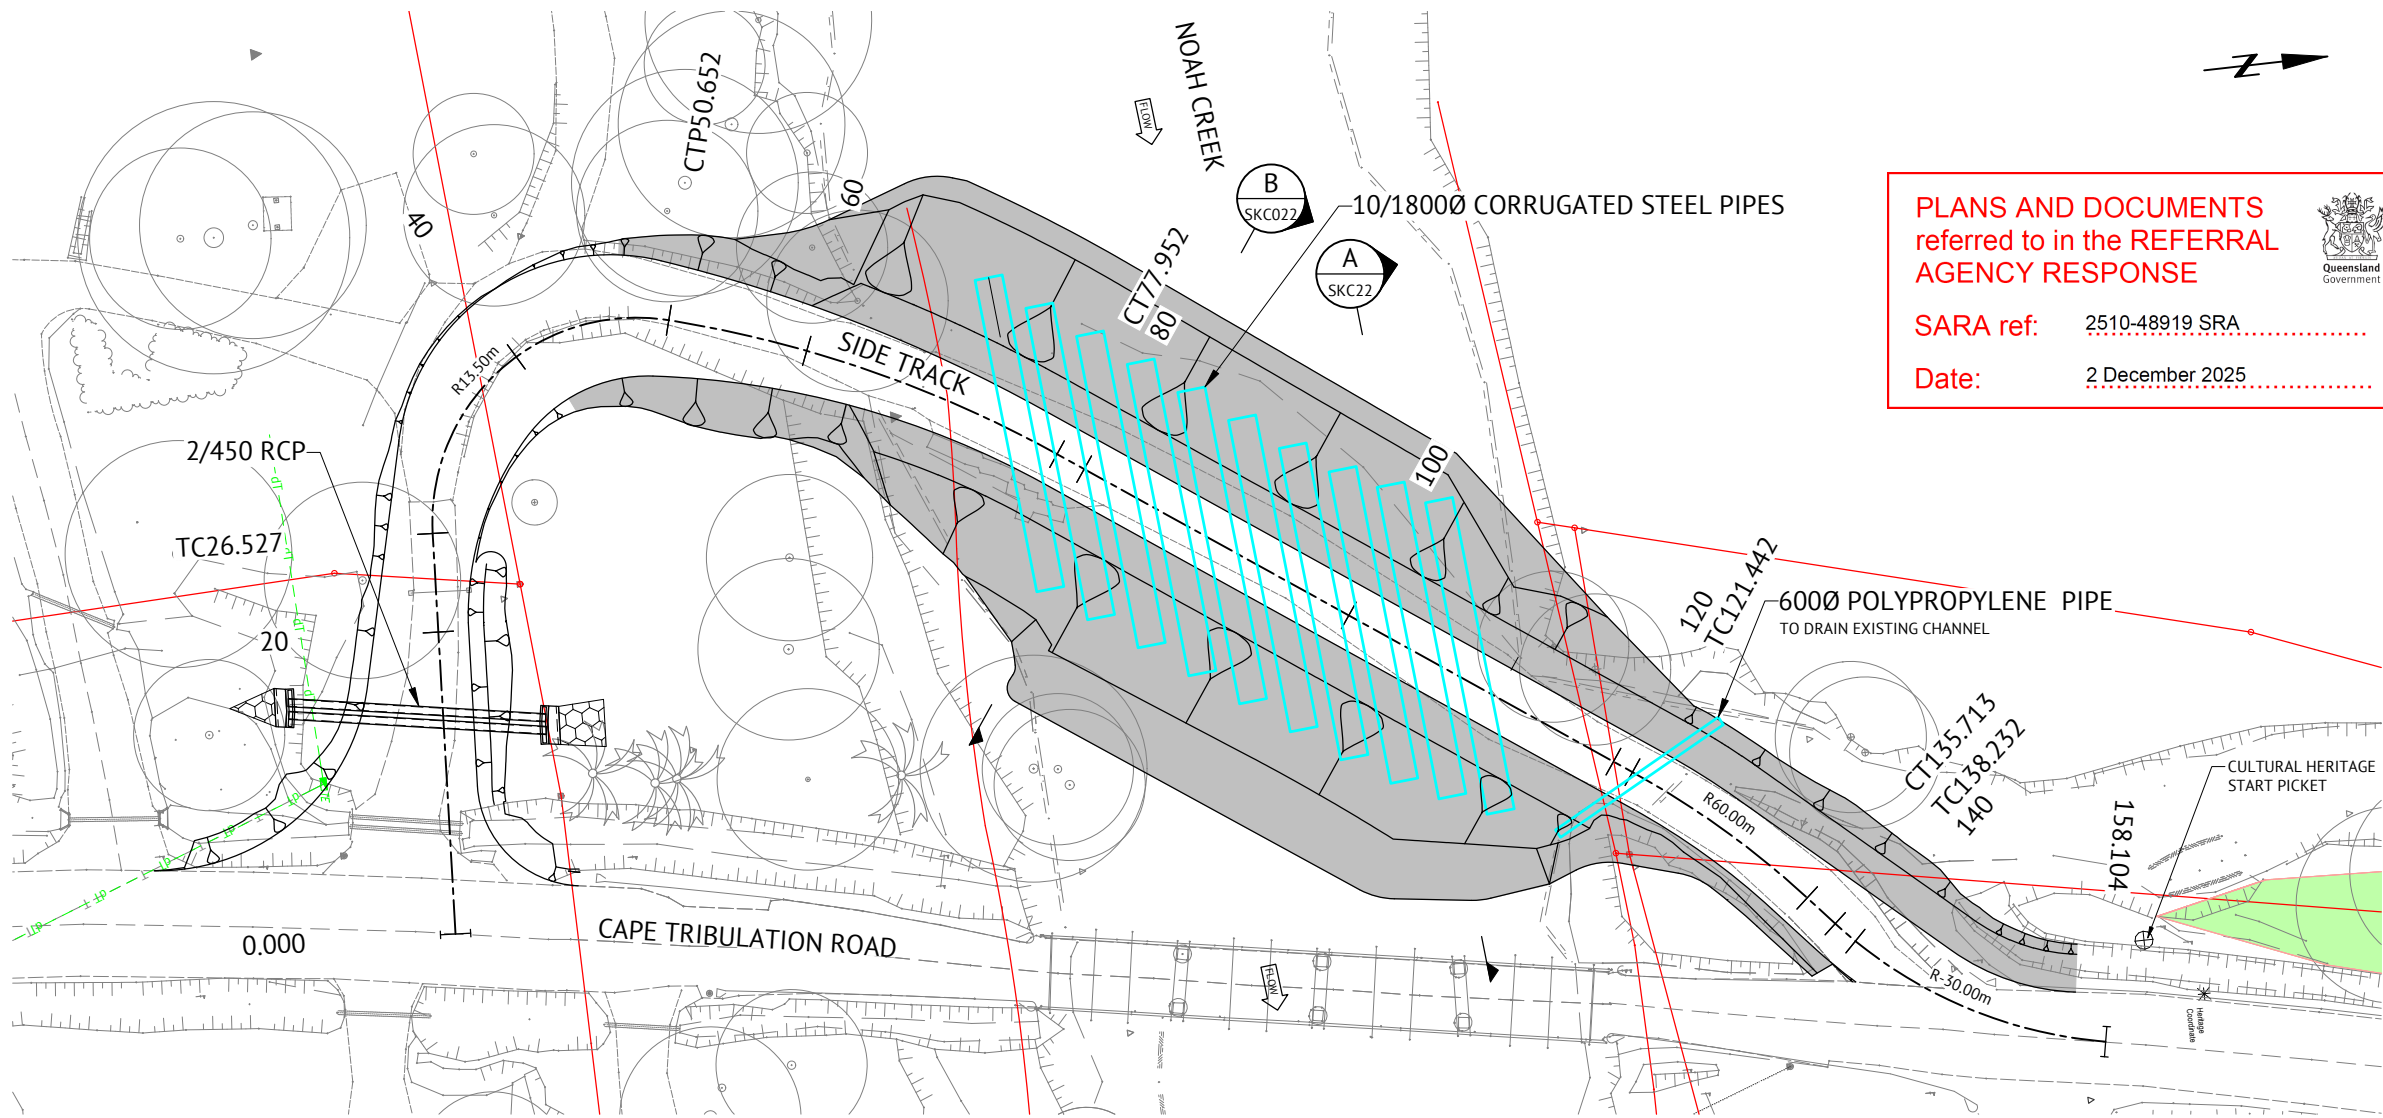 NOAH CREEK
FLOW
CTP50.652
40
60
B
SKC022
10/1800Ø CORRUGATED STEEL PIPES
A
SKC22
CT77.952
80
PLANS AND DOCUMENTS
referred to in the REFERRAL
AGENCY RESPONSE
Queensland
Government
SARA ref: 2510-48919 SRA
Date: 2 December 2025
R13.50m
SIDE TRACK
2/450 RCP
100
TC26.527
20
120
TC121.442
600Ø POLYPROPYLENE PIPE
TO DRAIN EXISTING CHANNEL
R60.00m
CT135.713
TC138.232
140
158.104
CULTURAL HERITAGE
START PICKET
0.000
CAPE TRIBULATION ROAD
FLOW
R-30.00m
Heritage
Coordinate